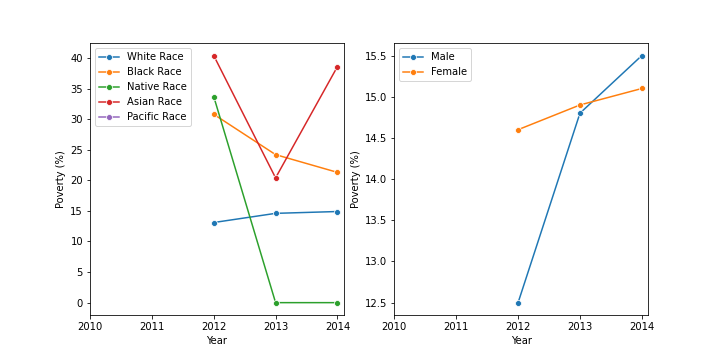 40
35
30
25
20
15
10
5
0
Poverty (%)
White Race
Black Race
Native Race
Asian Race
Pacific Race
2010 2011 2012 2013 2014
Year
15.5
15.0
14.5
14.0
13.5
13.0
12.5
Poverty (%)
Male
Female
2010 2011 2012 2013 2014
Year